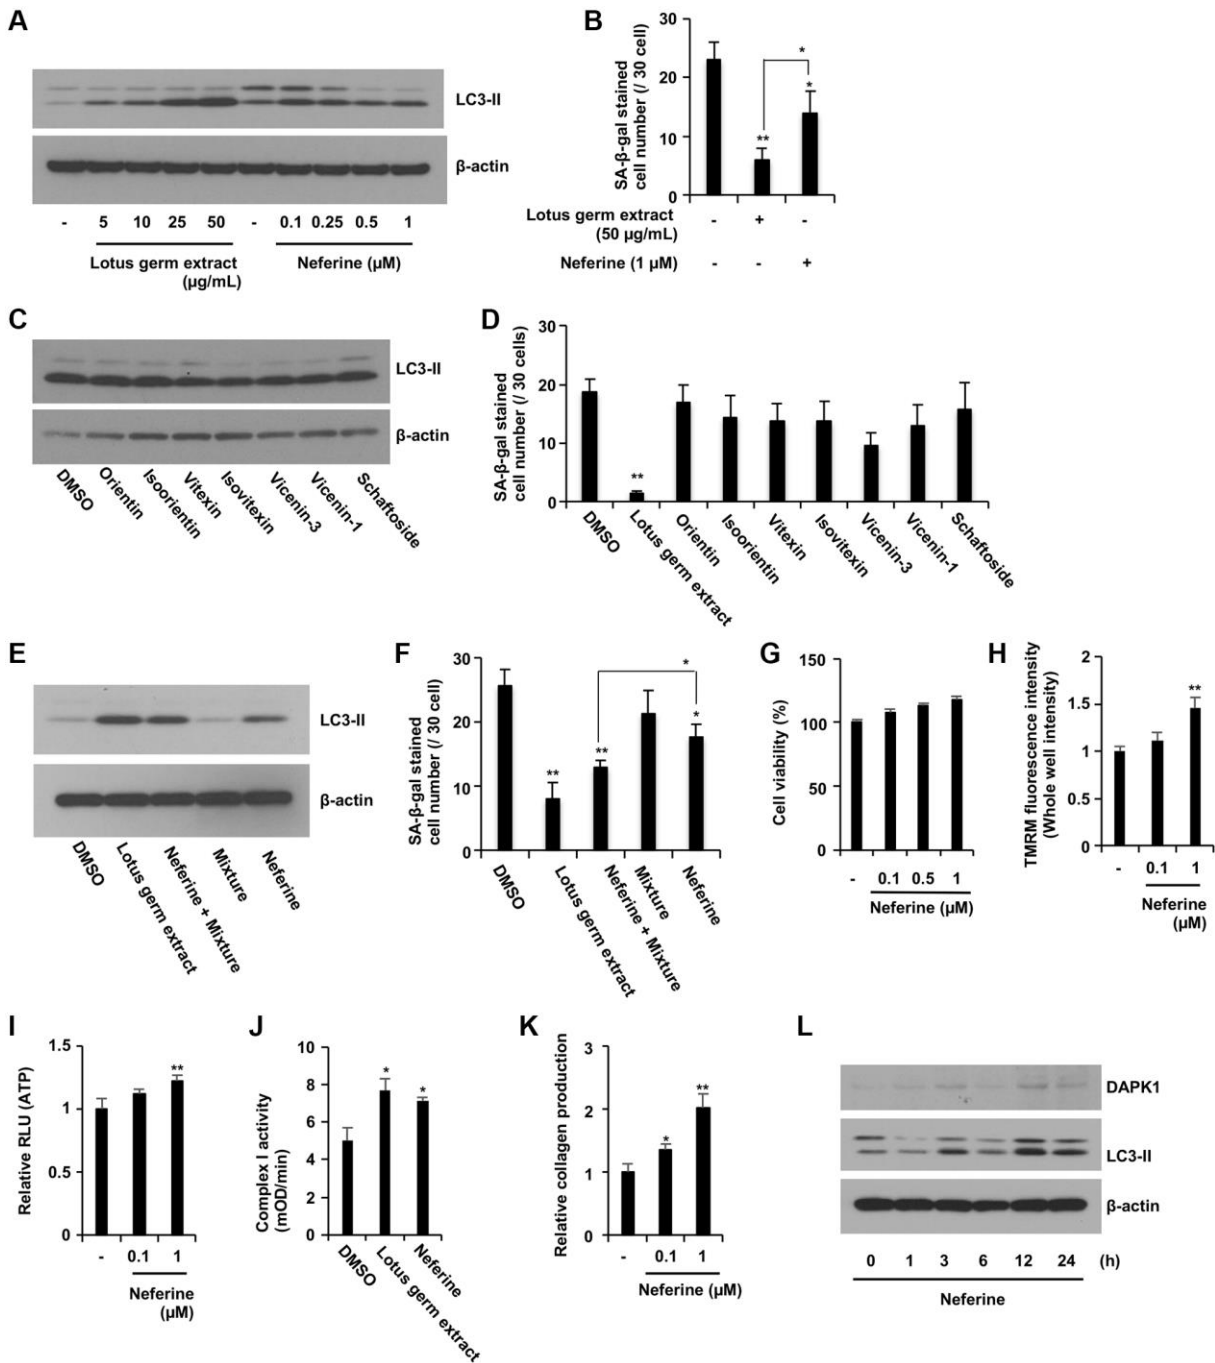 A
LC3-II
β-actin
- 5 10 25 50 - 0.1 0.25 0.5 1
Lotus germ extract
(µg/mL)
Neferine (µM)
B
SA-β-gal stained
cell number (/ 30 cell)
30
20
10
0
*
**
*
Lotus germ extract
(50 µg/mL)
- + -
Neferine (1 µM)
- - +
C
LC3-II
β-actin
DMSO
Orientin
Isoorientin
Vitexin
Isovitexin
Vicenin-3
Vicenin-1
Schaftoside
D
SA-β-gal stained
cell number (/ 30 cells)
30
20
10
0
**
DMSO
Lotus germ extract
Orientin
Isoorientin
Vitexin
Isovitexin
Vicenin-3
Vicenin-1
Schaftoside
E
LC3-II
β-actin
DMSO
Lotus germ extract
Neferine + Mixture
Mixture
Neferine
F
SA-β-gal stained
cell number (/ 30 cell)
30
20
10
0
*
**
**
*
DMSO
Lotus germ extract
Neferine + Mixture
Mixture
Neferine
G
Cell viability (%)
150
100
50
0
- 0.1 0.5 1
Neferine (µM)
H
TMRM fluorescence intensity
(Whole well intensity)
2
1.5
1
0.5
0
**
- 0.1 1
Neferine
(µM)
I
Relative RLU (ATP)
1.5
1
0.5
0
**
- 0.1 1
Neferine
(µM)
J
Complex I activity
(mOD/min)
10
8
6
4
2
0
*
*
DMSO
Lotus germ extract
Neferine
K
Relative collagen production
3
2
1
0
*
**
- 0.1 1
Neferine (µM)
L
DAPK1
LC3-II
β-actin
0 1 3 6 12 24 (h)
Neferine